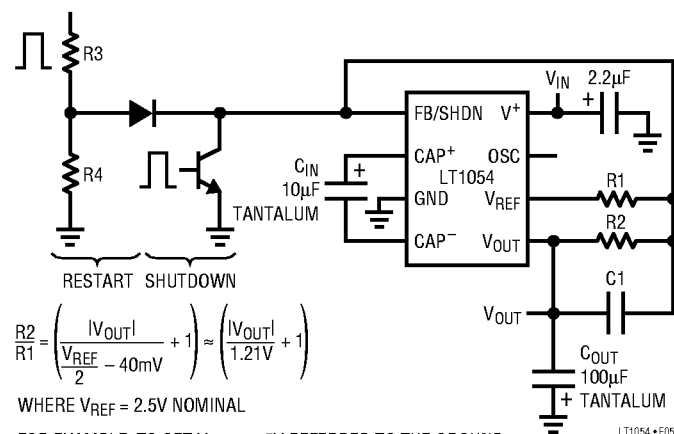 R3
R4
RESTART SHUTDOWN
FB/SHDN V+
CAP+ OSC
LT1054
GND VREF
CAP− VOUT
CIN
10µF
TANTALUM
VIN
2.2µF
R1
R2
C1
VOUT
COUT
100µF
TANTALUM
R2/R1 = (|VOUT| / (VREF/2 − 40mV) + 1) ≈ (|VOUT|/1.21V + 1)
WHERE VREF = 2.5V NOMINAL
LT1054 • F05